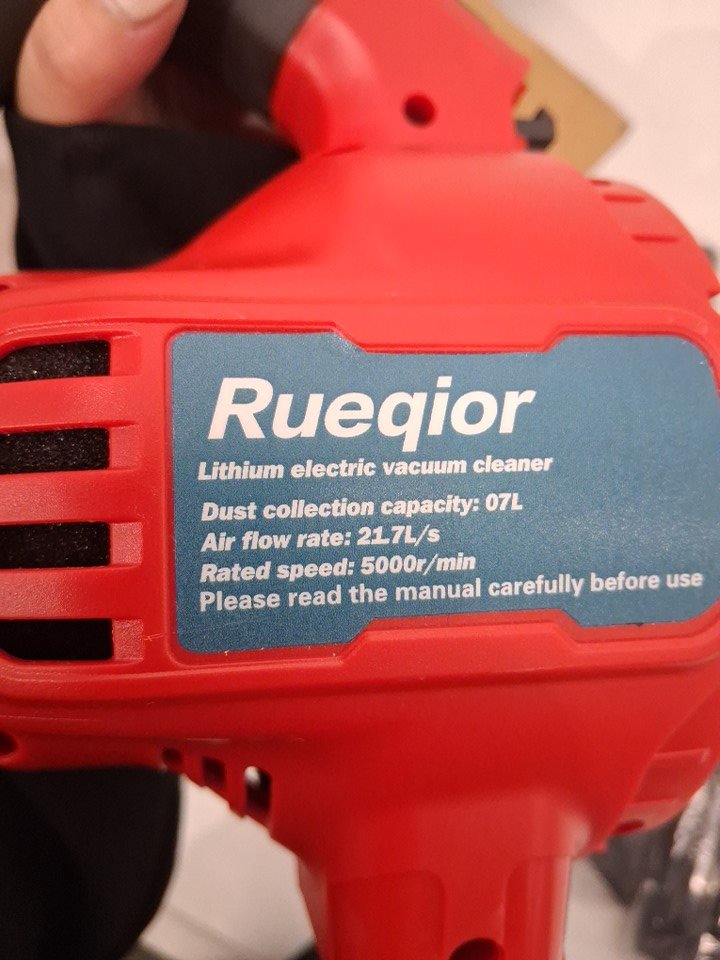 Rueqior
Lithium electric vacuum cleaner
Dust collection capacity: 07L
Air flow rate: 21.7L/s
Rated speed: 5000r/min
Please read the manual carefully before use